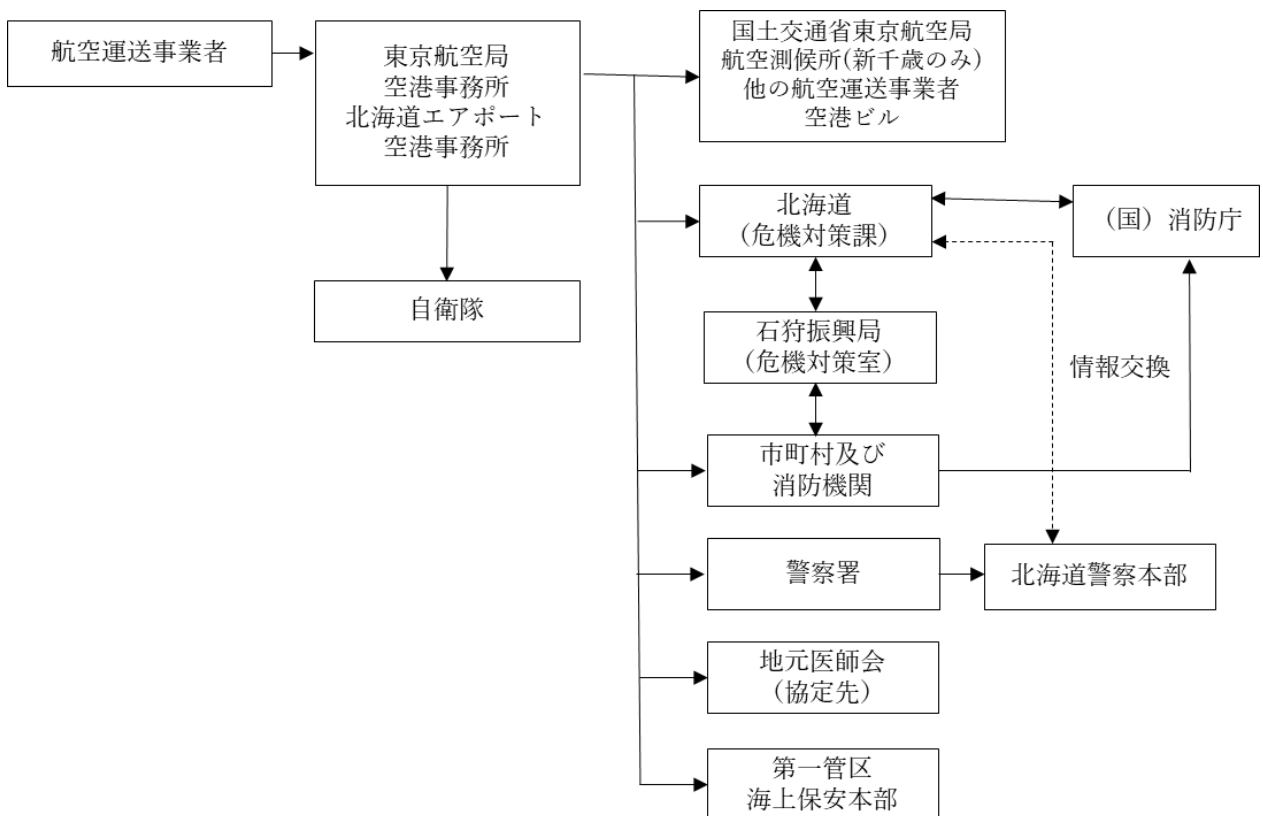 航空運送事業者
東京航空局
空港事務所
北海道エアポート
空港事務所
国土交通省東京航空局
航空測候所(新千歳のみ)
他の航空運送事業者
空港ビル
自衛隊
北海道
(危機対策課)
(国)消防庁
石狩振興局
(危機対策室)
情報交換
市町村及び
消防機関
警察署
北海道警察本部
地元医師会
(協定先)
第一管区
海上保安本部